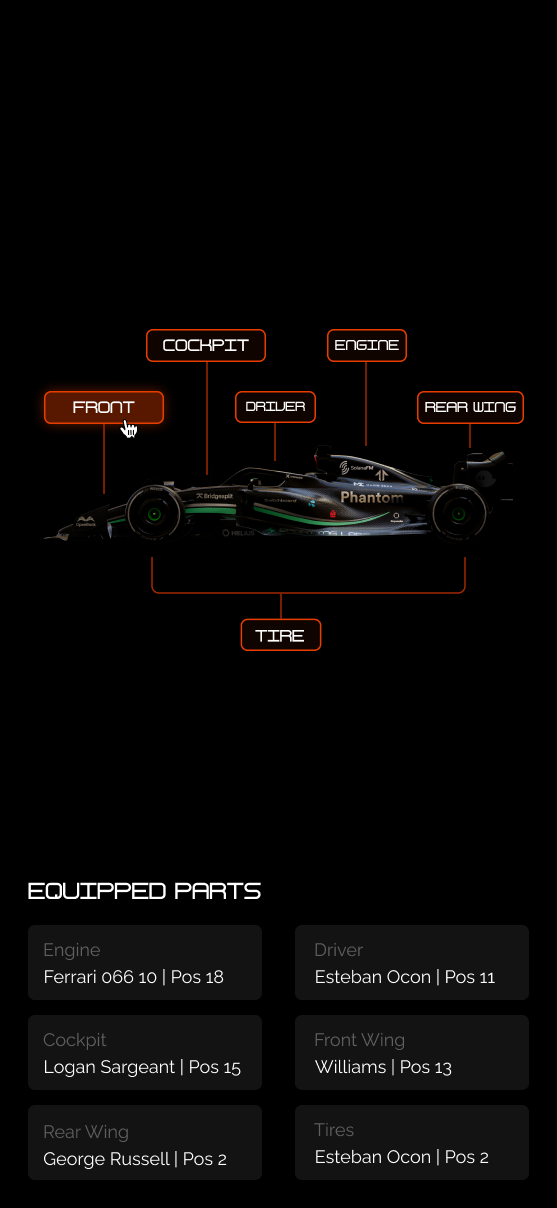 COCKPIT
ENGINE
FRONT
DRIVER
REAR WING
SolanaFM
Bridgesplit
Phantom
HELIUS
TIRE
EQUIPPED PARTS
Engine
Ferrari 066 10 | Pos 18
Driver
Esteban Ocon | Pos 11
Cockpit
Logan Sargeant | Pos 15
Front Wing
Williams | Pos 13
Rear Wing
George Russell | Pos 2
Tires
Esteban Ocon | Pos 2